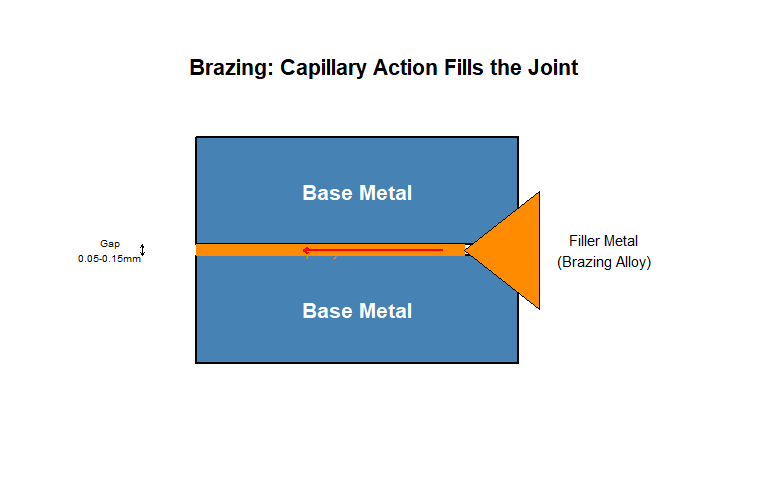 Brazing: Capillary Action Fills the Joint
Base Metal
Gap
0.05-0.15mm
Filler Metal
(Brazing Alloy)
Base Metal